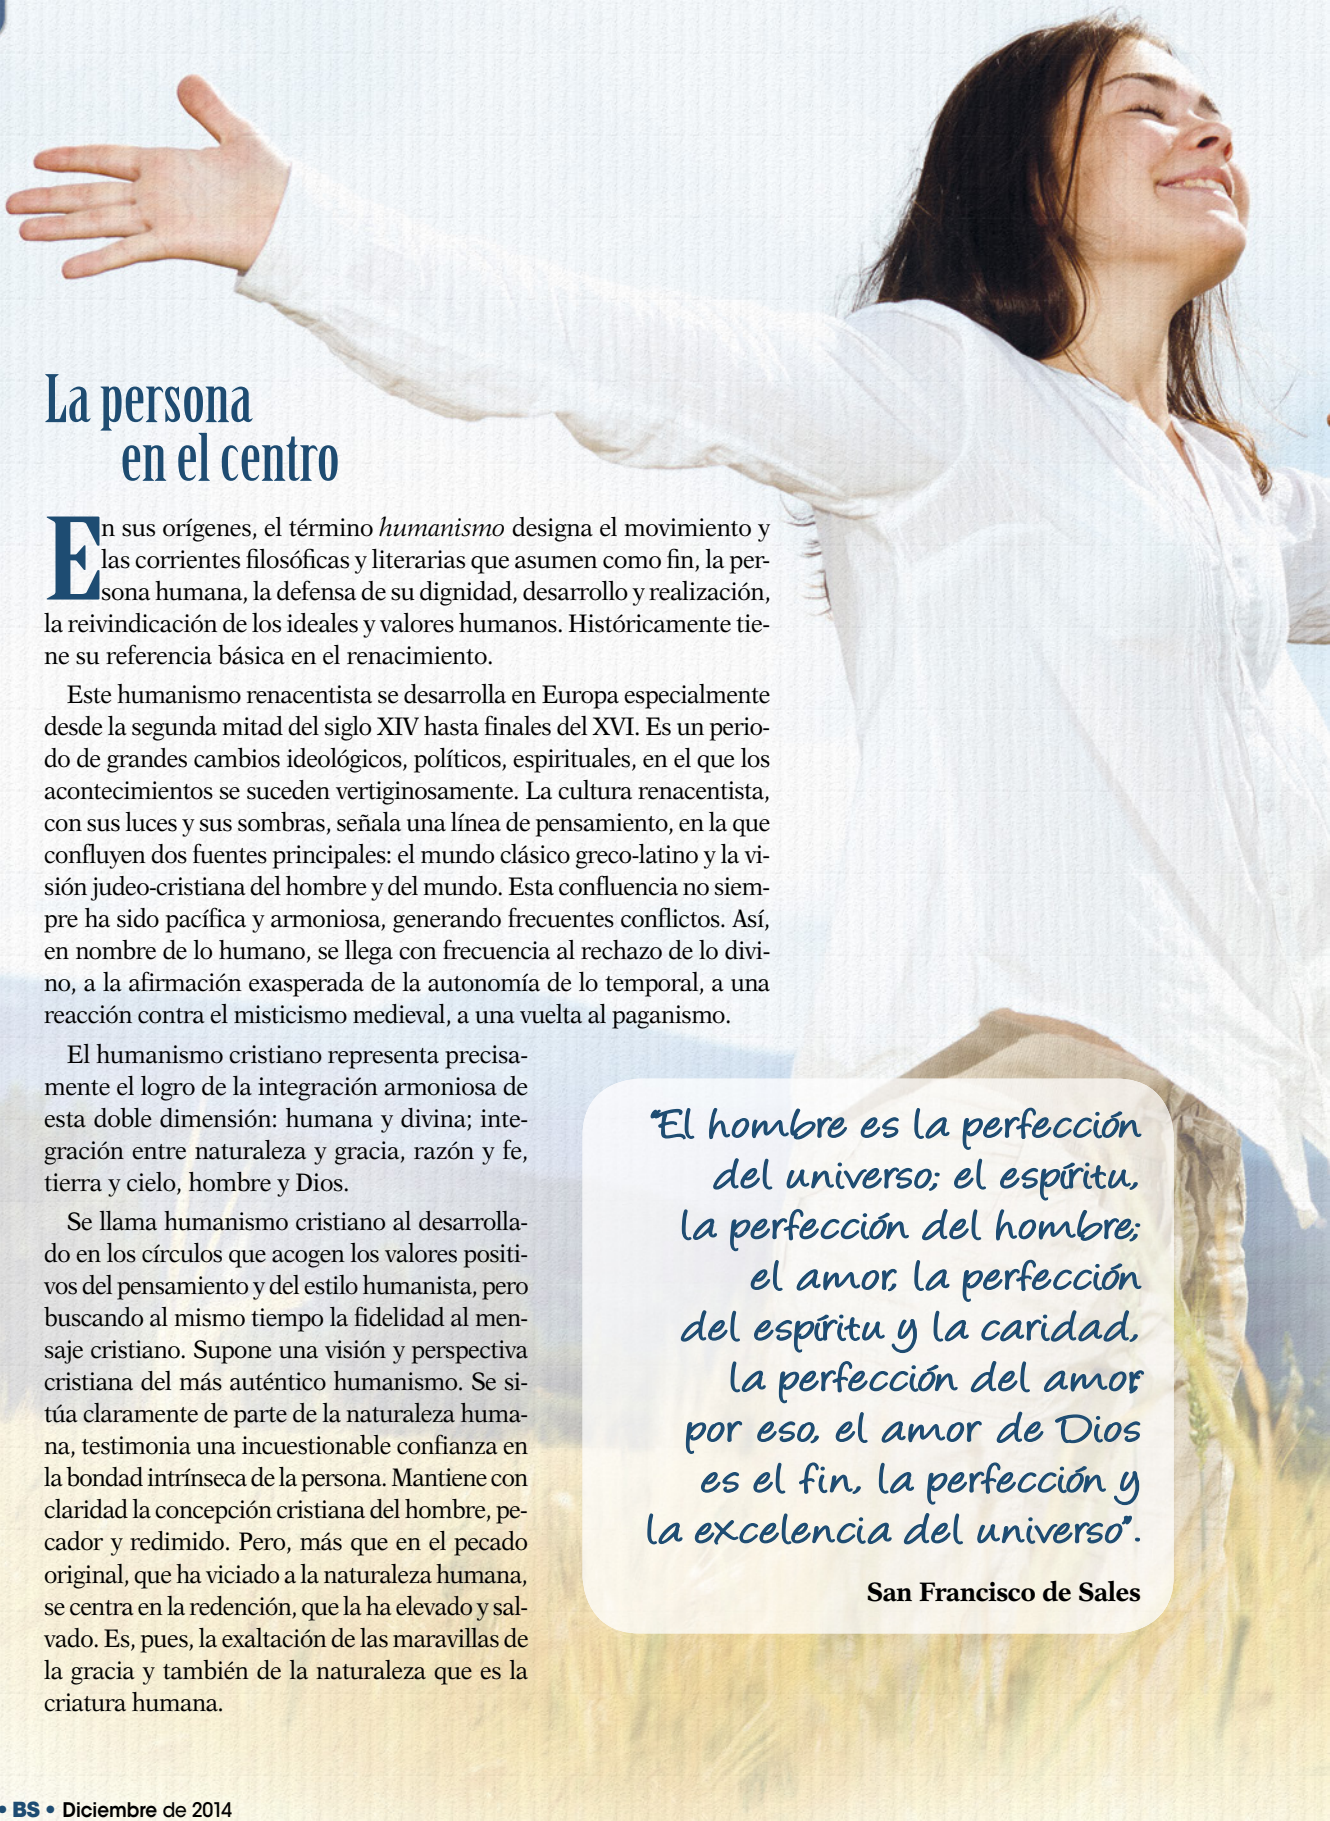 La persona
en el centro
En sus orígenes, el término humanismo designa el movimiento y
las corrientes filosóficas y literarias que asumen como fin, la per-
sona humana, la defensa de su dignidad, desarrollo y realización,
la reivindicación de los ideales y valores humanos. Históricamente tie-
ne su referencia básica en el renacimiento.
Este humanismo renacentista se desarrolla en Europa especialmente
desde la segunda mitad del siglo XIV hasta finales del XVI. Es un perio-
do de grandes cambios ideológicos, políticos, espirituales, en el que los
acontecimientos se suceden vertiginosamente. La cultura renacentista,
con sus luces y sus sombras, señala una línea de pensamiento, en la que
confluyen dos fuentes principales: el mundo clásico greco-latino y la vi-
sión judeo-cristiana del hombre y del mundo. Esta confluencia no siem-
pre ha sido pacífica y armoniosa, generando frecuentes conflictos. Así,
en nombre de lo humano, se llega con frecuencia al rechazo de lo divi-
no, a la afirmación exasperada de la autonomía de lo temporal, a una
reacción contra el misticismo medieval, a una vuelta al paganismo.
El humanismo cristiano representa precisa-
mente el logro de la integración armoniosa de
esta doble dimensión: humana y divina; inte-
gración entre naturaleza y gracia, razón y fe,
tierra y cielo, hombre y Dios.
Se llama humanismo cristiano al desarrolla-
do en los círculos que acogen los valores positi-
vos del pensamiento y del estilo humanista, pero
buscando al mismo tiempo la fidelidad al men-
saje cristiano. Supone una visión y perspectiva
cristiana del más auténtico humanismo. Se si-
túa claramente de parte de la naturaleza huma-
na, testimonia una incuestionable confianza en
la bondad intrínseca de la persona. Mantiene con
claridad la concepción cristiana del hombre, pe-
cador y redimido. Pero, más que en el pecado
original, que ha viciado a la naturaleza humana,
se centra en la redención, que la ha elevado y sal-
vado. Es, pues, la exaltación de las maravillas de
la gracia y también de la naturaleza que es la
criatura humana.
"El hombre es la perfección
del universo; el espíritu,
la perfección del hombre;
el amor, la perfección
del espíritu y la caridad,
la perfección del amor:
por eso, el amor de Dios
es el fin, la perfección y
la excelencia del universo".
San Francisco de Sales
• BS • Diciembre de 2014